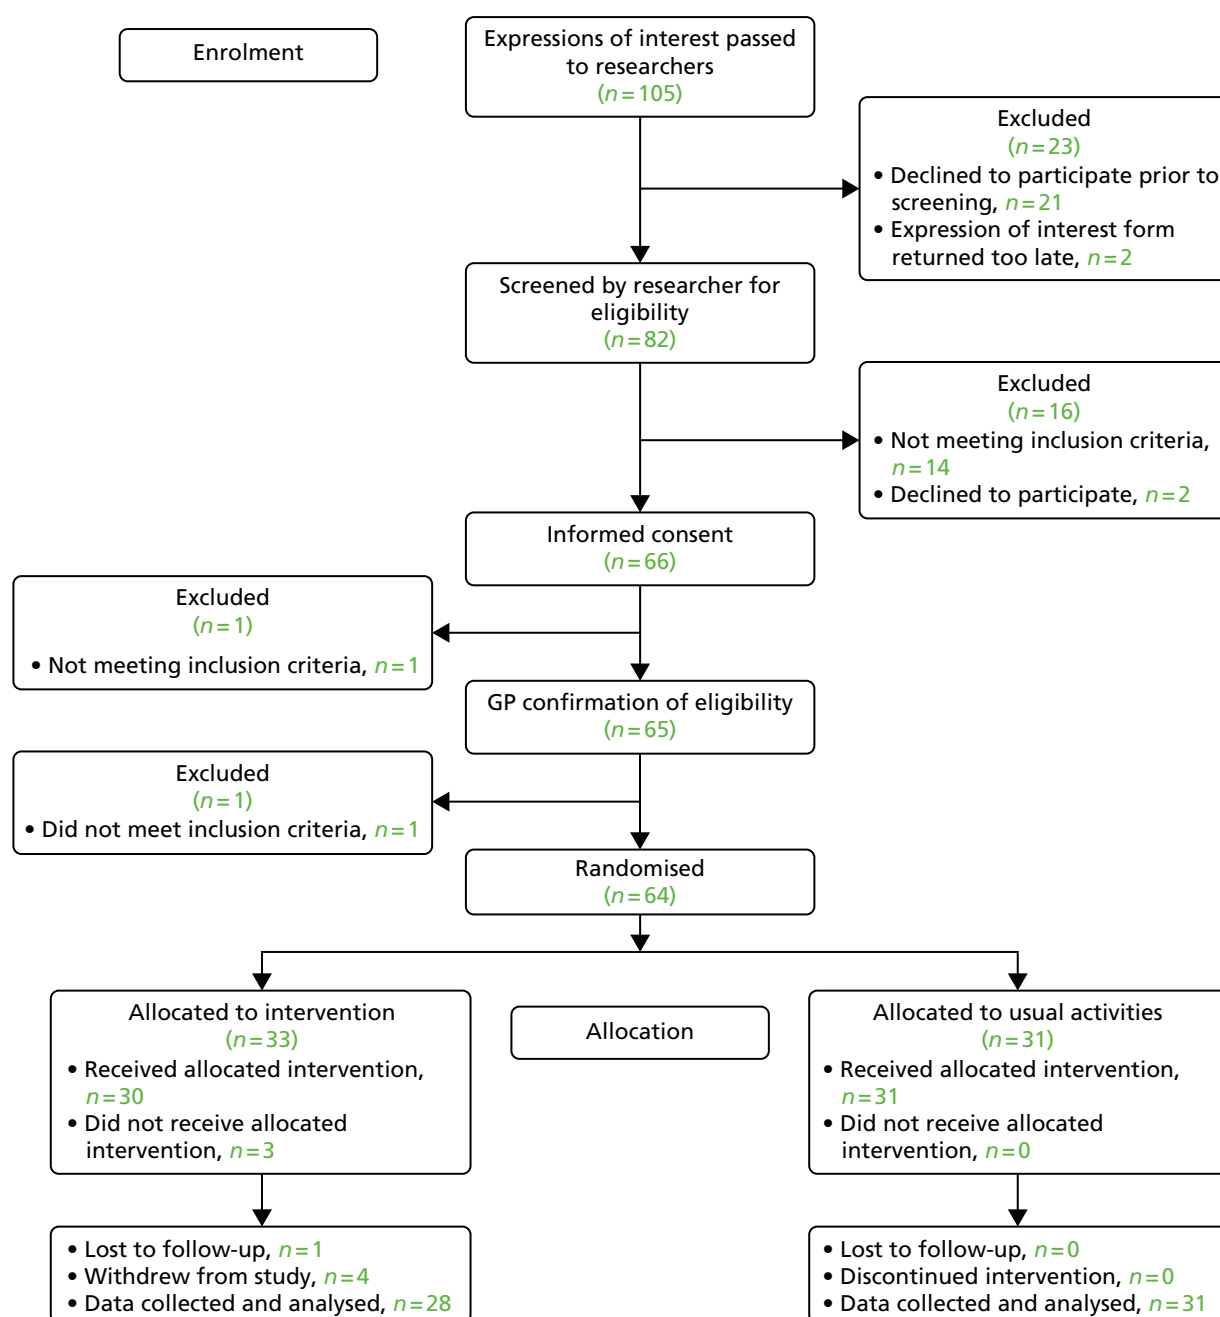 Enrolment
Expressions of interest passed
to researchers
(n=105)
Excluded
(n=23)
• Declined to participate prior to
screening, n=21
• Expression of interest form
returned too late, n=2
Screened by researcher for
eligibility
(n=82)
Excluded
(n=16)
• Not meeting inclusion criteria,
n=14
• Declined to participate, n=2
Informed consent
(n=66)
Excluded
(n=1)
• Not meeting inclusion criteria, n=1
GP confirmation of eligibility
(n=65)
Excluded
(n=1)
• Did not meet inclusion criteria, n=1
Randomised
(n=64)
Allocated to intervention
(n=33)
• Received allocated intervention,
n=30
• Did not receive allocated
intervention, n=3
Allocation
Allocated to usual activities
(n=31)
• Received allocated intervention,
n=31
• Did not receive allocated
intervention, n=0
• Lost to follow-up, n=1
• Withdrew from study, n=4
• Data collected and analysed, n=28
• Lost to follow-up, n=0
• Discontinued intervention, n=0
• Data collected and analysed, n=31